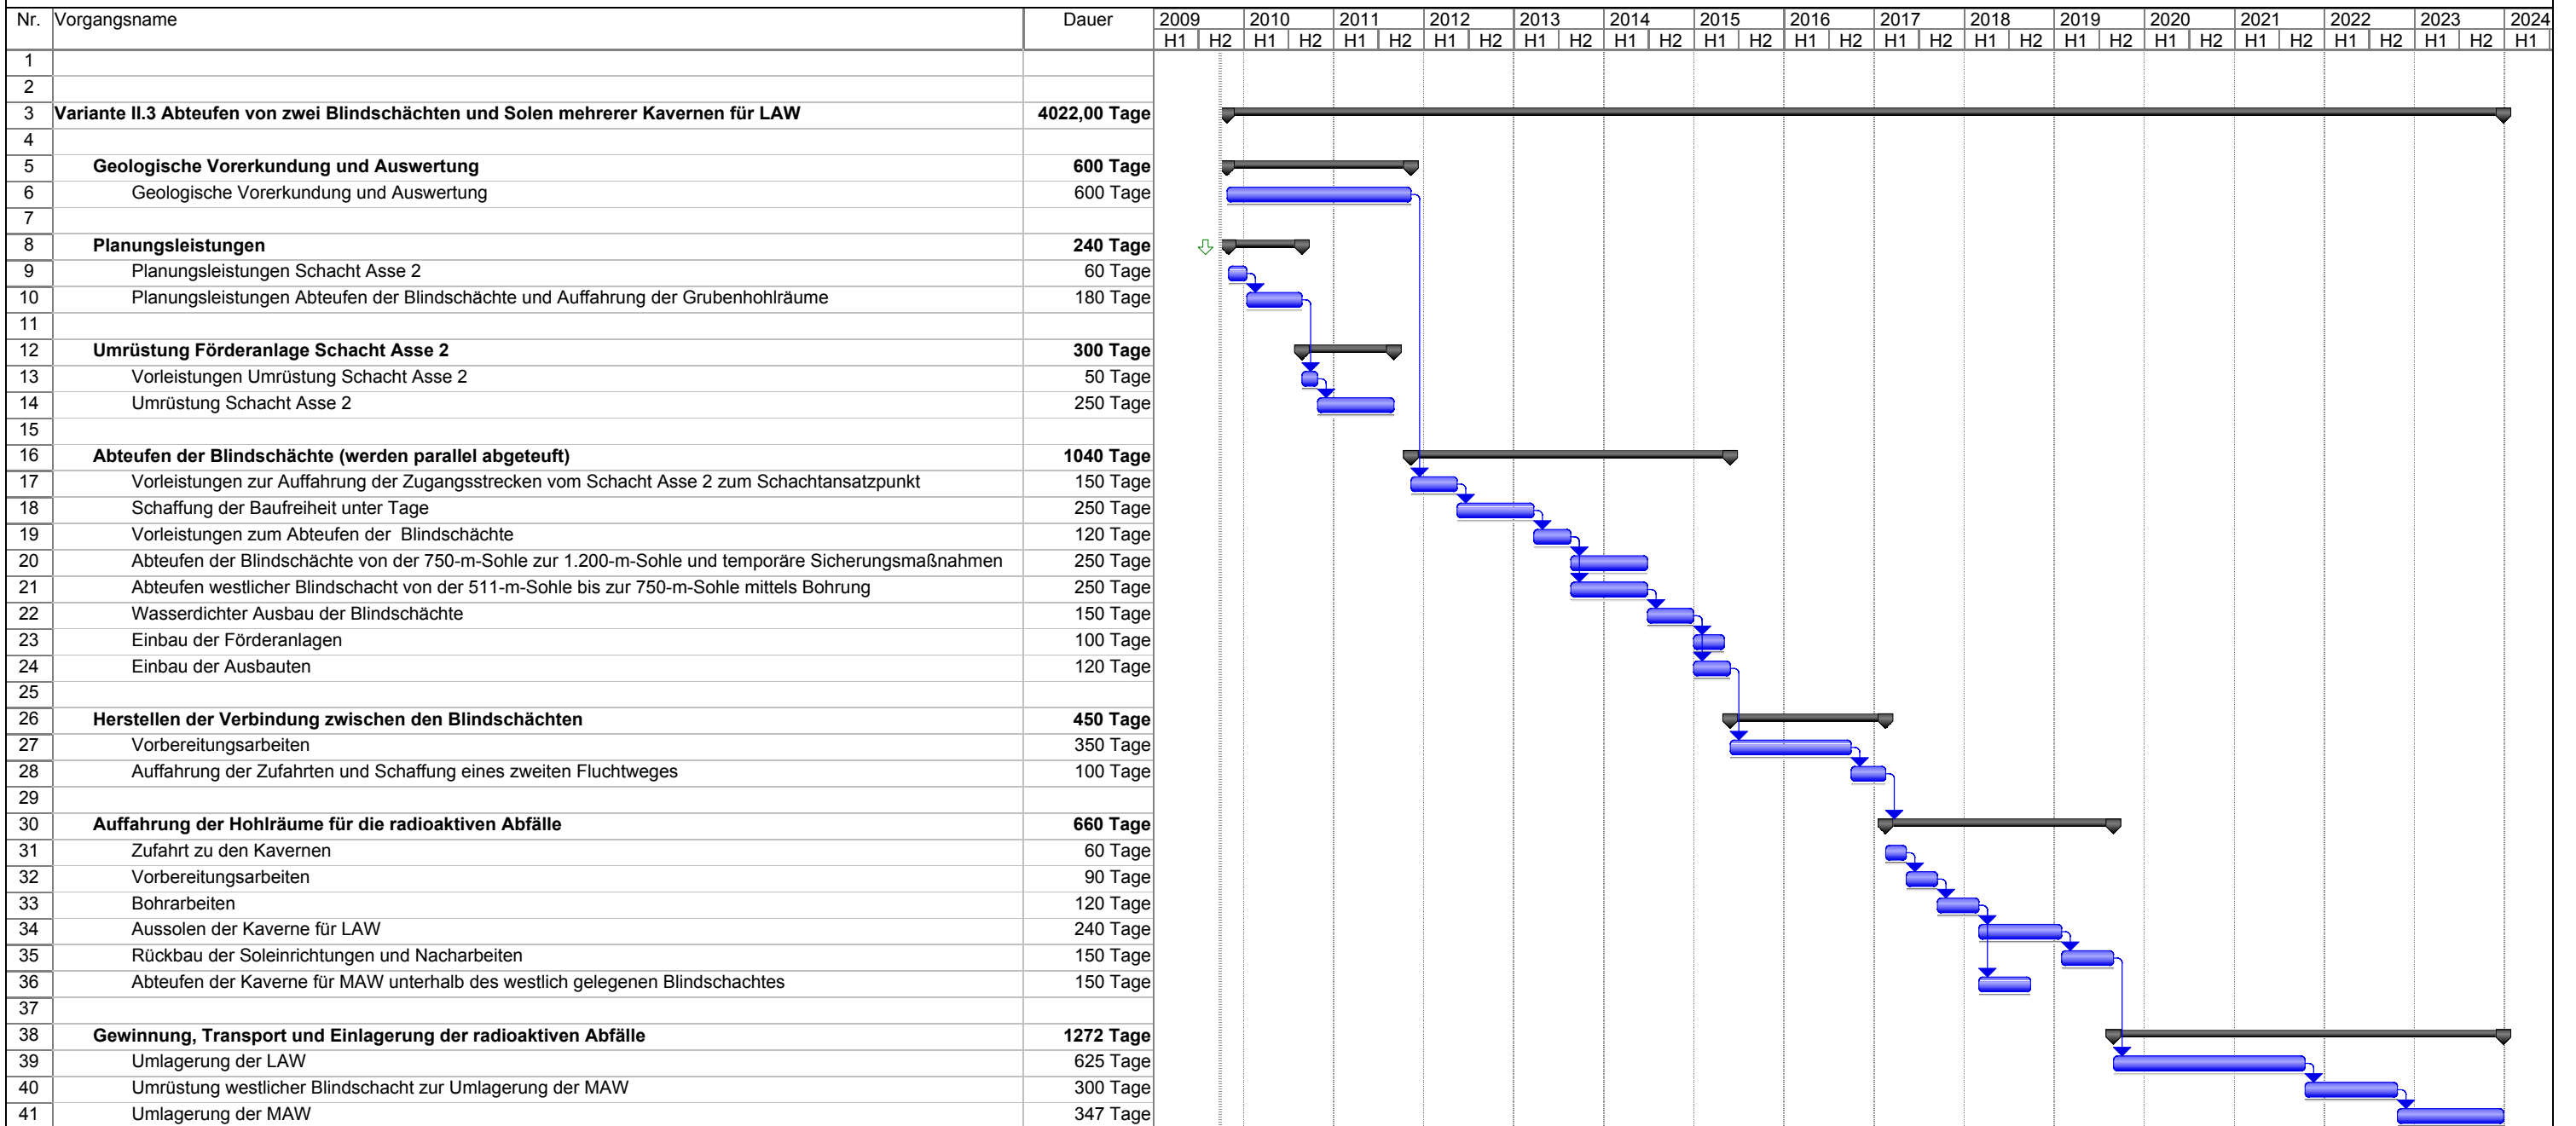 Nr. Vorgangsname Dauer 2009 2010 2011 2012 2013 2014 2015 2016 2017 2018 2019 2020 2021 2022 2023 2024
H1 H2 H1 H2 H1 H2 H1 H2 H1 H2 H1 H2 H1 H2 H1 H2 H1 H2 H1 H2 H1 H2 H1 H2 H1 H2 H1 H2 H1 H2 H1
1
2
3 Variante II.3 Abteufen von zwei Blindschächten und Solen mehrerer Kavernen für LAW 4022,00 Tage
4
5 Geologische Vorerkundung und Auswertung 600 Tage
6 Geologische Vorerkundung und Auswertung 600 Tage
7
8 Planungsleistungen 240 Tage
9 Planungsleistungen Schacht Asse 2 60 Tage
10 Planungsleistungen Abteufen der Blindschächte und Auffahrung der Grubenhohlräume 180 Tage
11
12 Umrüstung Förderanlage Schacht Asse 2 300 Tage
13 Vorleistungen Umrüstung Schacht Asse 2 50 Tage
14 Umrüstung Schacht Asse 2 250 Tage
15
16 Abteufen der Blindschächte (werden parallel abgeteuft) 1040 Tage
17 Vorleistungen zur Auffahrung der Zugangsstrecken vom Schacht Asse 2 zum Schachtansatzpunkt 150 Tage
18 Schaffung der Baufreiheit unter Tage 250 Tage
19 Vorleistungen zum Abteufen der Blindschächte 120 Tage
20 Abteufen der Blindschächte von der 750-m-Sohle zur 1.200-m-Sohle und temporäre Sicherungsmaßnahmen 250 Tage
21 Abteufen westlicher Blindschacht von der 511-m-Sohle bis zur 750-m-Sohle mittels Bohrung 250 Tage
22 Wasserdichter Ausbau der Blindschächte 150 Tage
23 Einbau der Förderanlagen 100 Tage
24 Einbau der Ausbauten 120 Tage
25
26 Herstellen der Verbindung zwischen den Blindschächten 450 Tage
27 Vorbereitungsarbeiten 350 Tage
28 Auffahrung der Zufahrten und Schaffung eines zweiten Fluchtweges 100 Tage
29
30 Auffahrung der Hohlräume für die radioaktiven Abfälle 660 Tage
31 Zufahrt zu den Kavernen 60 Tage
32 Vorbereitungsarbeiten 90 Tage
33 Bohrarbeiten 120 Tage
34 Aussolen der Kaverne für LAW 240 Tage
35 Rückbau der Soleinrichtungen und Nacharbeiten 150 Tage
36 Abteufen der Kaverne für MAW unterhalb des westlich gelegenen Blindschachtes 150 Tage
37
38 Gewinnung, Transport und Einlagerung der radioaktiven Abfälle 1272 Tage
39 Umlagerung der LAW 625 Tage
40 Umrüstung westlicher Blindschacht zur Umlagerung der MAW 300 Tage
41 Umlagerung der MAW 347 Tage